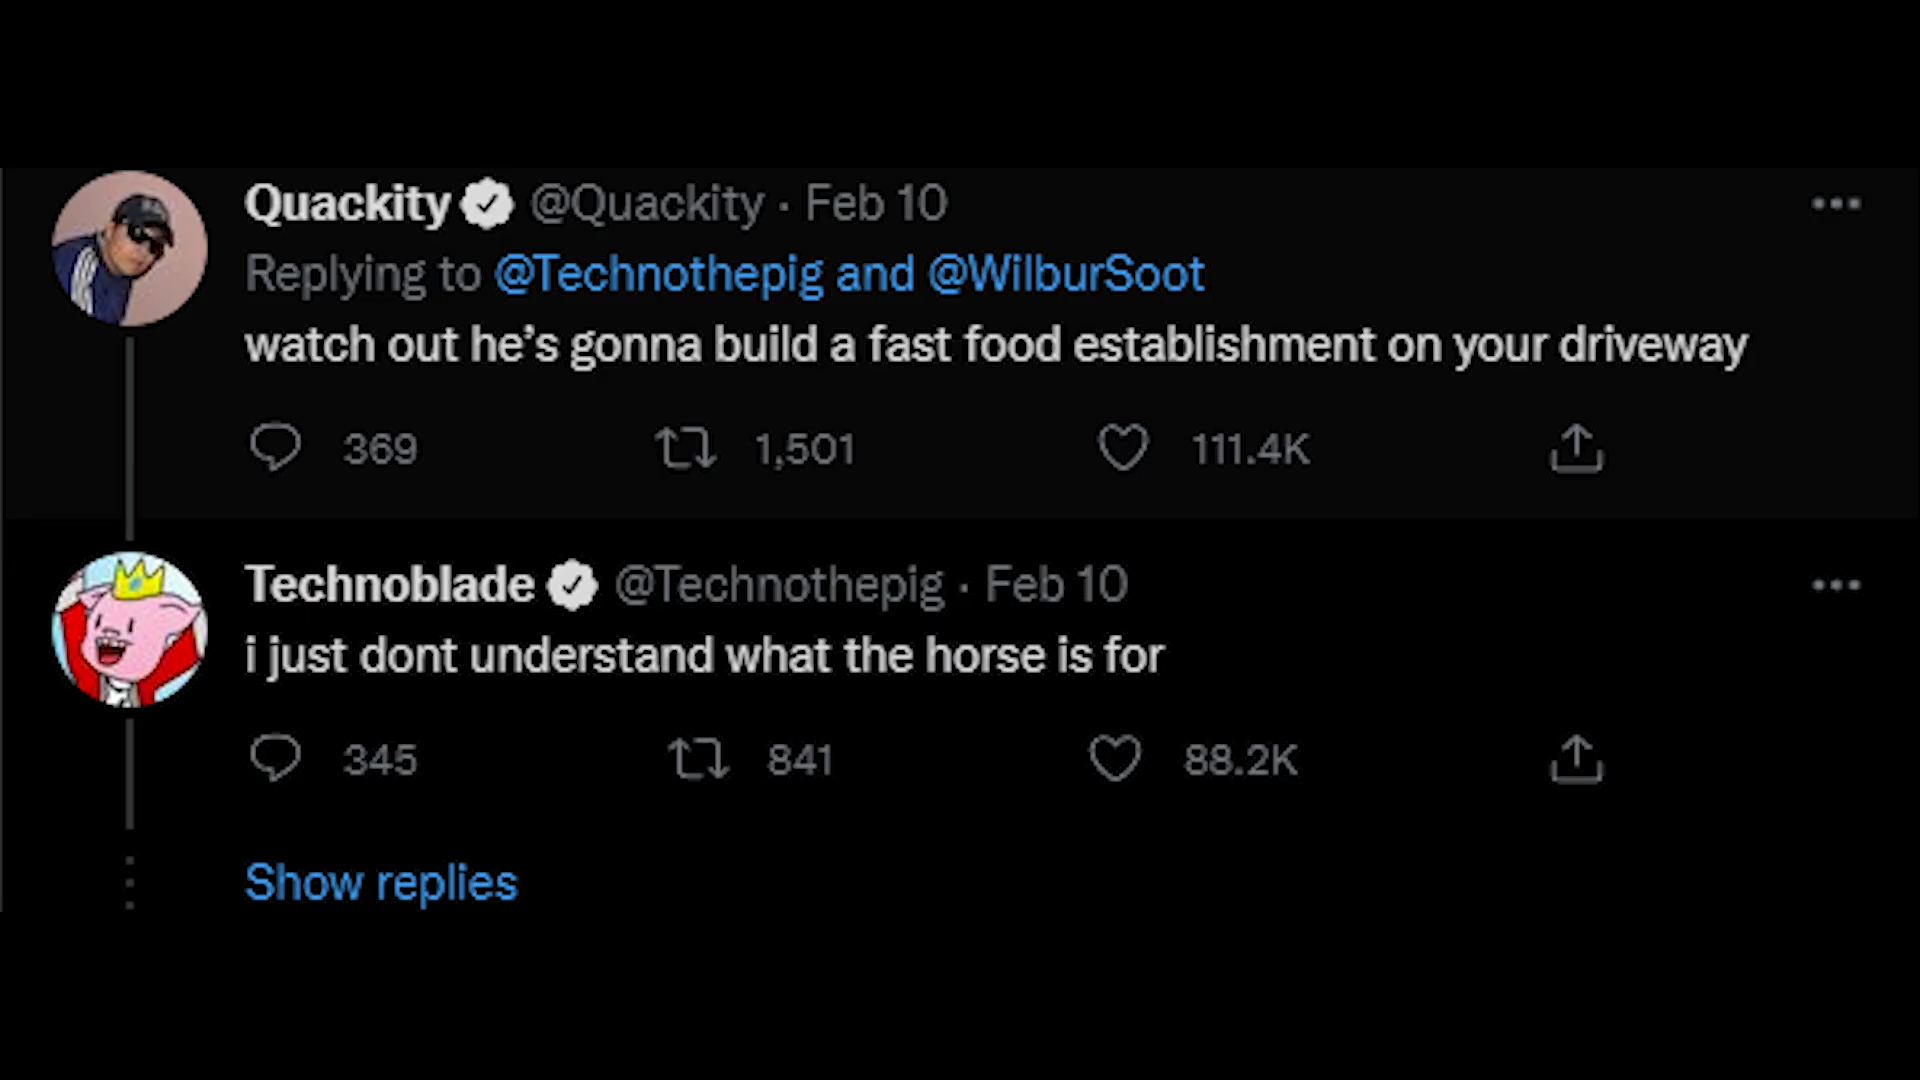 Quackity @Quackity · Feb 10
Replying to @Technothepig and @WilburSoot
watch out he’s gonna build a fast food establishment on your driveway
369 1,501 111.4K
Technoblade @Technothepig · Feb 10
i just dont understand what the horse is for
345 841 88.2K
Show replies